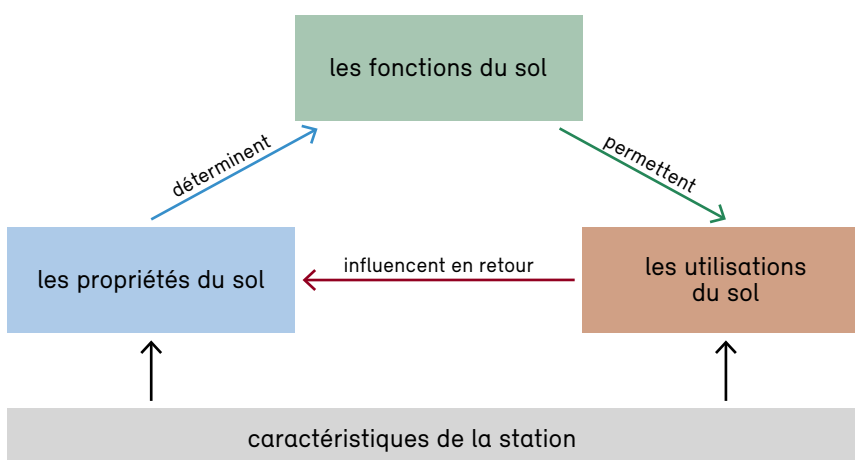 les fonctions du sol
déterminent
permettent
les propriétés du sol
influencent en retour
les utilisations
du sol
caractéristiques de la station